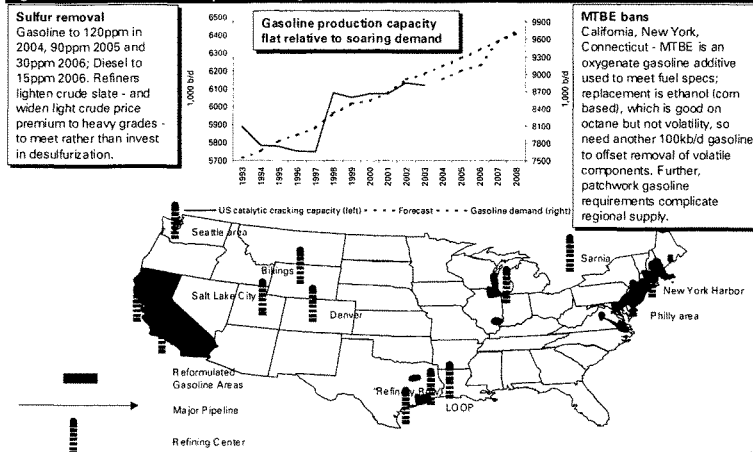 Sulfur removal
Gasoline to 120ppm in
2004, 90ppm 2005 and
30ppm 2006; Diesel to
15ppm 2006. Refiners
lighten crude slate - and
widen light crude price
premium to heavy grades -
to meet rather than invest
in desulfurization.
Gasoline production capacity
flat relative to soaring demand
1,000 b/d
6500
6400
6300
6200
6100
6000
5900
5800
5700
9900
9600
9300
9000
8700
8400
8100
7800
7500
1,000 b/d
1993
1994
1995
1996
1997
1998
1999
2000
2001
2002
2003
2004
2005
2006
2007
2008
US catalytic cracking capacity (left)
Forecast
Gasoline demand (right)
MTBE bans
California, New York,
Connecticut - MTBE is an
oxygenate gasoline additive
used to meet fuel specs;
replacement is ethanol (corn
based), which is good on
octane but not volatility, so
need another 100kb/d gasoline
to offset removal of volatile
components. Further,
patchwork gasoline
requirements complicate
regional supply.
Seattle area
Billings
Salt Lake City
Denver
Sarnia
New York Harbor
Philly area
"Refinery Row"
LOOP
Reformulated
Gasoline Areas
Major Pipeline
Refining Center